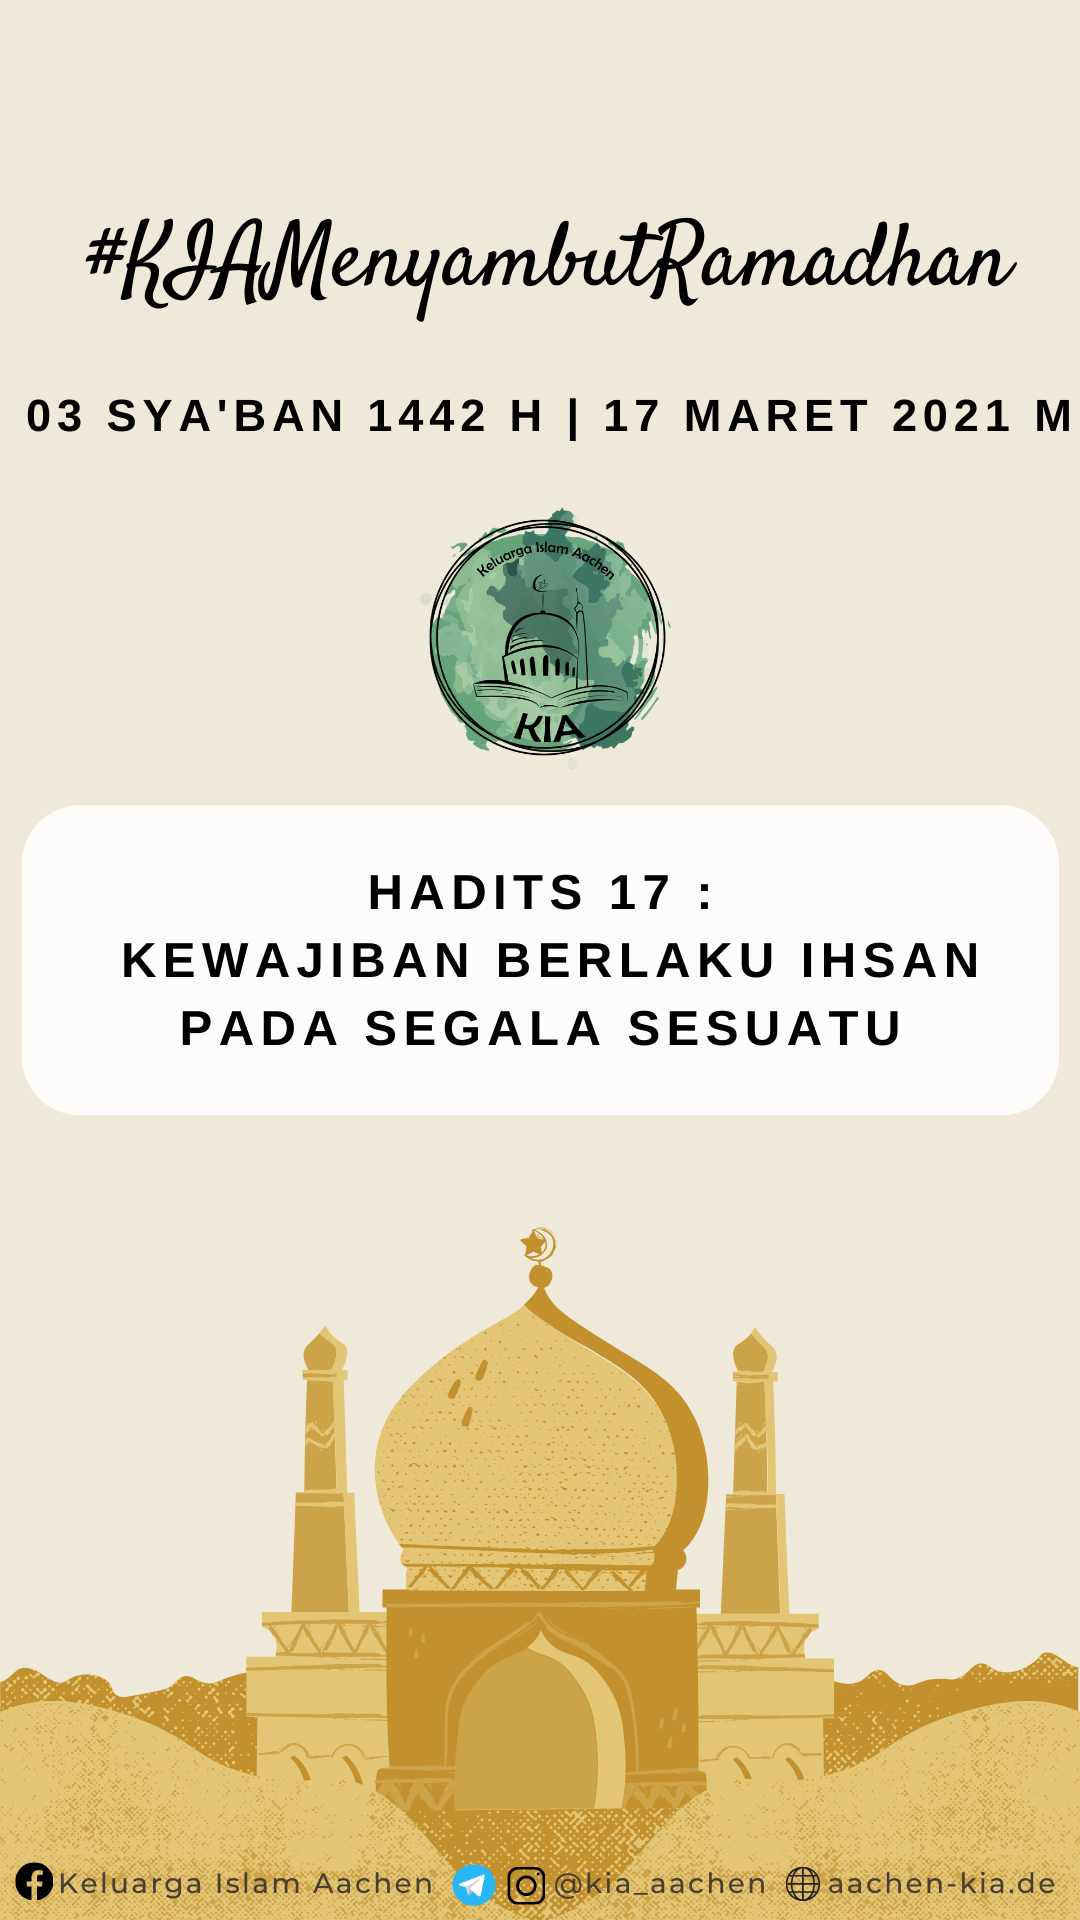 #KIAMenyambutRamadhan
03 SYA'BAN 1442 H | 17 MARET 2021 M
Keluarga Islam Aachen
KIA
HADITS 17 :
KEWAJIBAN BERLAKU IHSAN
PADA SEGALA SESUATU
Keluarga Islam Aachen @kia_aachen aachen-kia.de